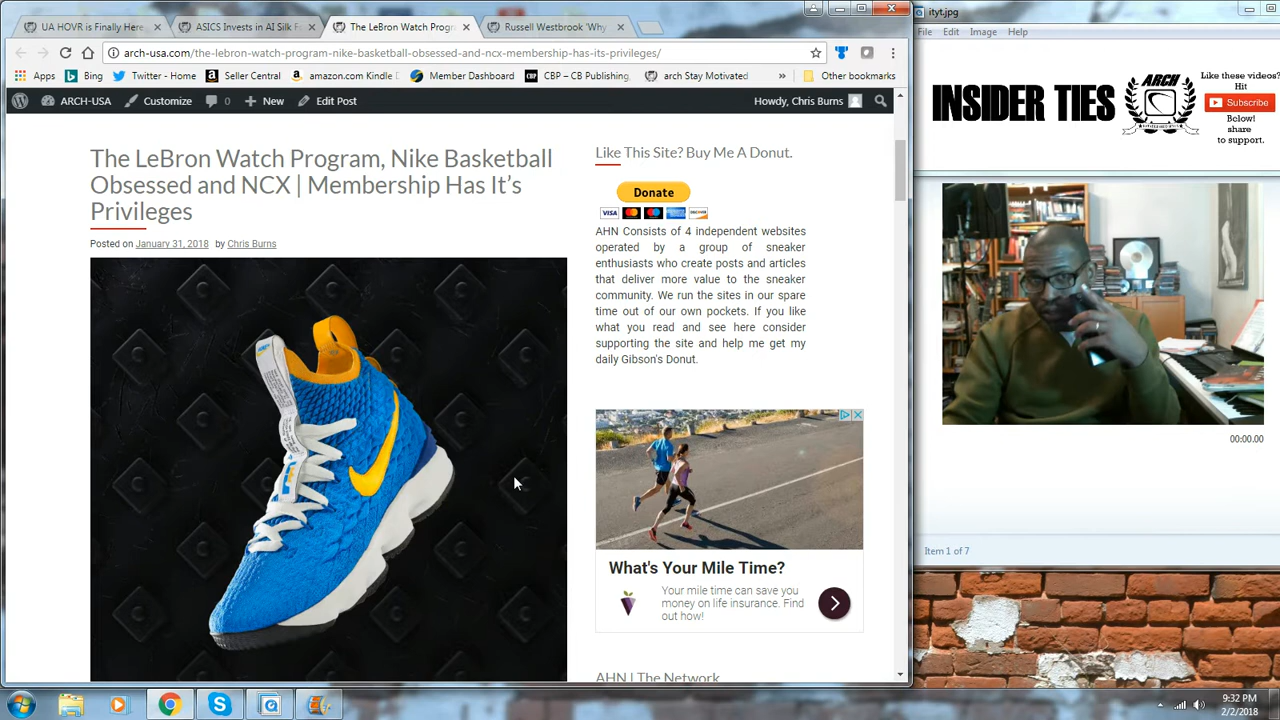 UA HOVR is Finally Here
ASICS Invests in AI Silk F
The LeBron Watch Progr
Russell Westbrook 'Why
arch-usa.com/the-lebron-watch-program-nike-basketball-obsessed-and-ncx-membership-has-its-privileges/
Apps
Bing
Twitter - Home
Seller Central
amazon.com Kindle
Member Dashboard
CBP – CB Publishing
arch Stay Motivated
»
Other bookmarks
ARCH-USA
Customize
0
New
Edit Post
Howdy, Chris Burns
The LeBron Watch Program, Nike Basketball
Obsessed and NCX | Membership Has It's
Privileges
Posted on January 31, 2018 by Chris Burns
Like This Site? Buy Me A Donut.
Donate
VISA
AHN Consists of 4 independent websites
operated by a group of sneaker
enthusiasts who create posts and articles
that deliver more value to the sneaker
community. We run the sites in our spare
time out of our own pockets. If you like
what you read and see here consider
supporting the site and help me get my
daily Gibson's Donut.
What's Your Mile Time?
Your mile time can save you
money on life insurance. Find
out how!
AHN | The Network
ityt.jpg
File Edit Image Help
INSIDER TIES
ARCH
Like these videos?
Hit
Subscribe
Below!
share
to support.
00:00.00
Item 1 of 7
9:32 PM
2/2/2018